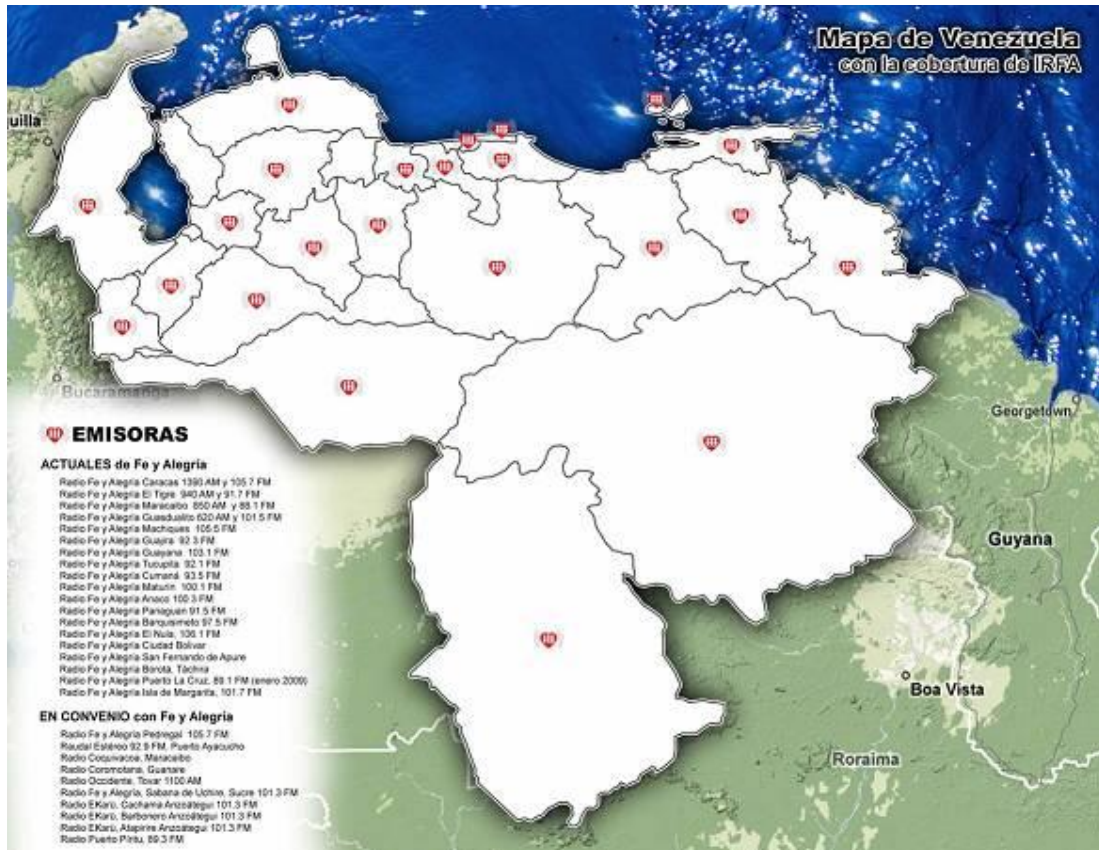 Mapa de Venezuela
con la cobertura de IRFA
uilla
Bucaramanga
Georgetown
Guyana
Boa Vista
Roraima
EMISORAS
ACTUALES de Fe y Alegría
Radio Fe y Alegría Caracas 1390 AM y 105.7 FM
Radio Fe y Alegría El Tigre 940 AM y 91.7 FM
Radio Fe y Alegría Maracaibo 850 AM y 88.1 FM
Radio Fe y Alegría Guasdualito 620 AM y 101.5 FM
Radio Fe y Alegría Machiques 105.5 FM
Radio Fe y Alegría Guajira 92.3 FM
Radio Fe y Alegría Guayana 103.1 FM
Radio Fe y Alegría Tucupita 92.1 FM
Radio Fe y Alegría Cumaná 93.5 FM
Radio Fe y Alegría Maturín 100.1 FM
Radio Fe y Alegría Anaco 100.3 FM
Radio Fe y Alegría Paraguan 91.5 FM
Radio Fe y Alegría Barquisimeto 97.5 FM
Radio Fe y Alegría El Nula, 106.1 FM
Radio Fe y Alegría Ciudad Bolívar
Radio Fe y Alegría San Fernando de Apure
Radio Fe y Alegría Borotá, Táchira
Radio Fe y Alegría Puerto La Cruz, 89.1 FM (enero 2009)
Radio Fe y Alegría Isla de Margarita, 101.7 FM
EN CONVENIO con Fe y Alegría
Radio Fe y Alegría Pedregal 105.7 FM
Raudal Estéreo 92.9 FM, Puerto Ayacucho
Radio Coquivacoa, Maracaibo
Radio Coromotana, Guanare
Radio Occidente, Tovar 1100 AM
Radio Fe y Alegría, Sabana de Uchire, Sucre 101.3 FM
Radio EKarü, Cachama Anzoátegui 101.3 FM
Radio EKarü, Barbonero Anzoátegui 101.3 FM
Radio EKarü, Atapirire Anzoátegui 101.3 FM
Radio Puerto Píritu, 89.3 FM